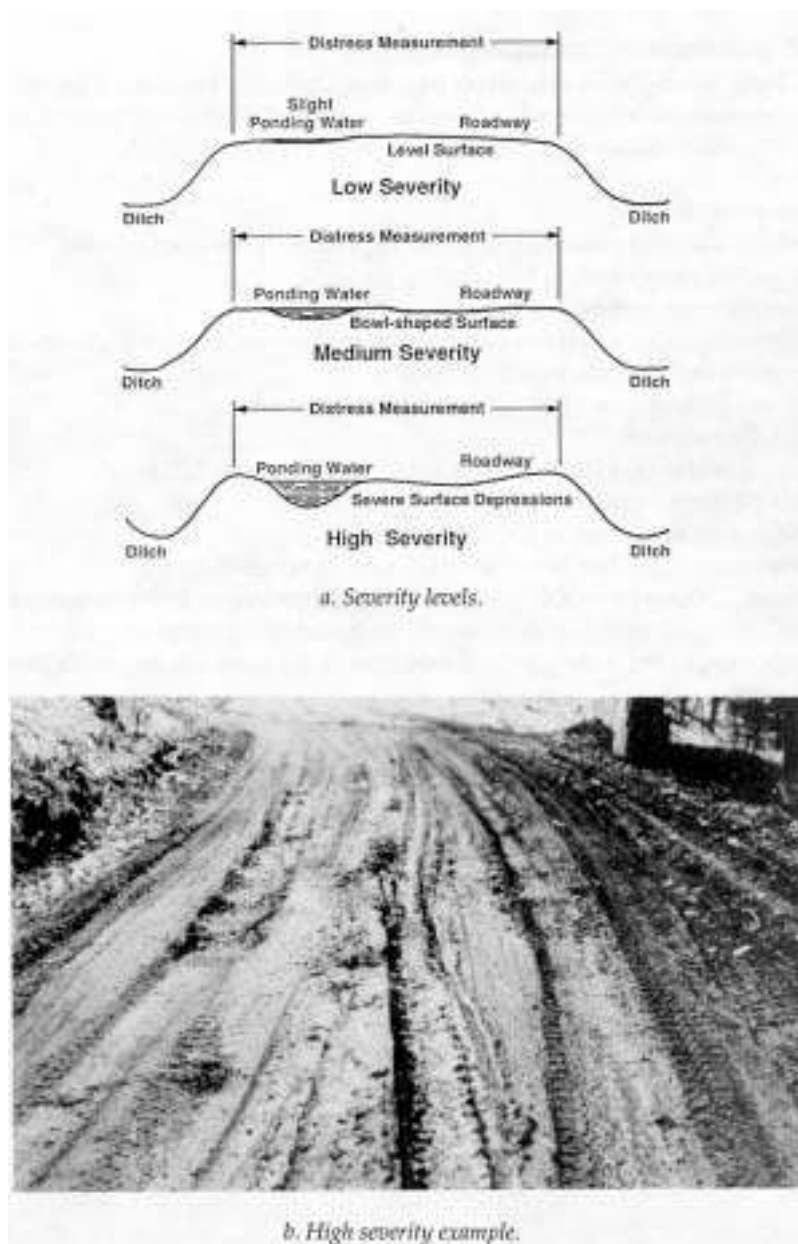 Distress Measurement
Slight
Ponding Water
Roadway
Level Surface
Low Severity
Ditch
Ditch
Distress Measurement
Ponding Water
Roadway
Bowl-shaped Surface
Medium Severity
Ditch
Ditch
Distress Measurement
Ponding Water
Roadway
Severe Surface Depressions
High Severity
Ditch
Ditch
a. Severity levels.
b. High severity example.